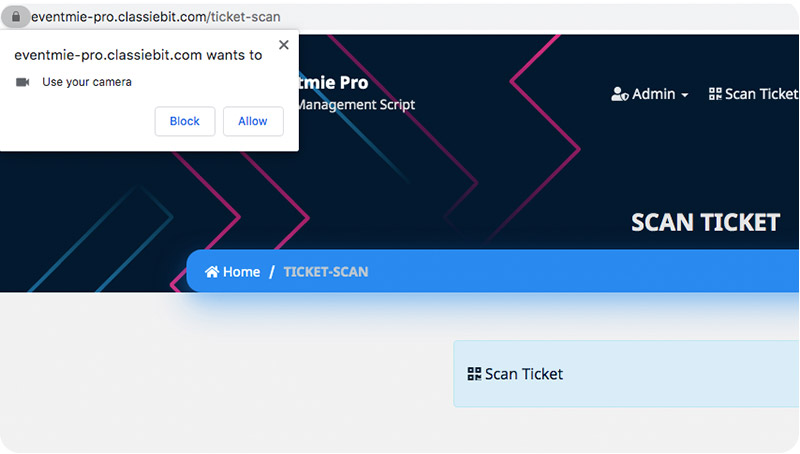 eventmie-pro.classiebit.com/ticket-scan
eventmie-pro.classiebit.com wants to
Use your camera
Block
Allow
tmie Pro
Management Script
Admin
Scan Ticket
SCAN TICKET
Home / TICKET-SCAN
Scan Ticket